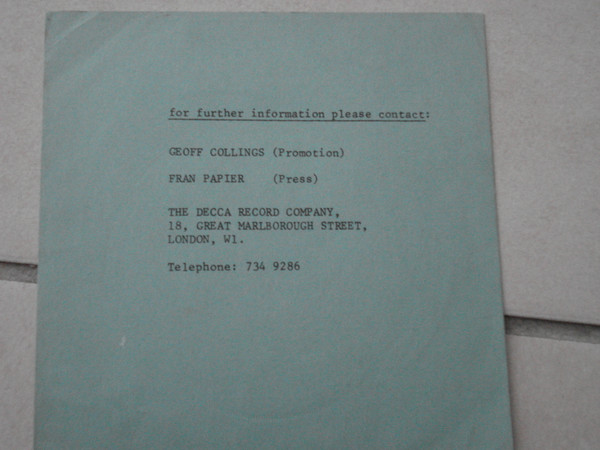 for further information please contact:
GEOFF COLLINGS (Promotion)
FRAN PAPIER (Press)
THE DECCA RECORD COMPANY,
18, GREAT MARLBOROUGH STREET,
LONDON, W1.
Telephone: 734 9286